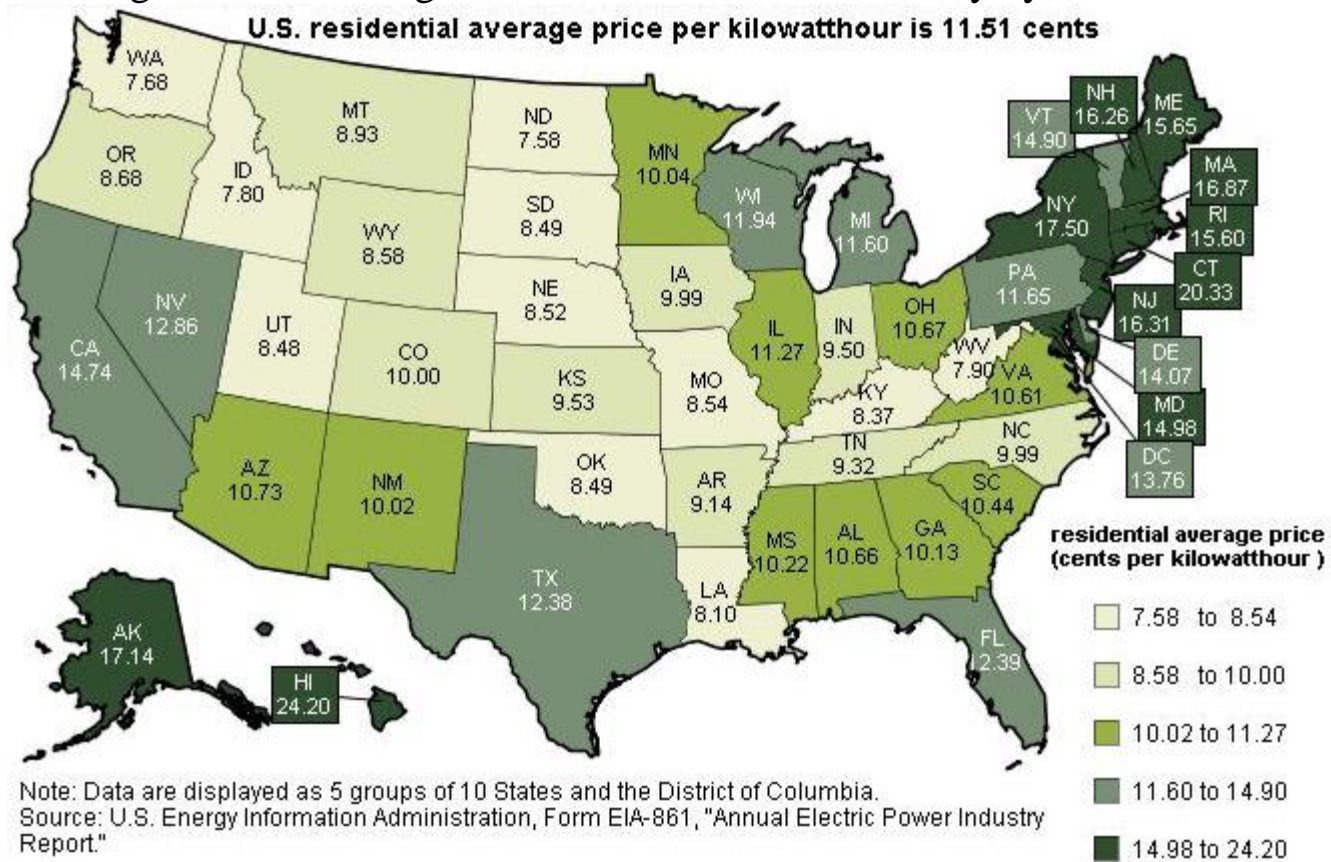 U.S. residential average price per kilowatthour is 11.51 cents
WA
7.68
MT
8.93
ND
7.58
MN
10.04
OR
8.68
ID
7.80
SD
8.49
WI
11.94
MI
11.60
WY
8.58
NE
8.52
IA
9.99
NV
12.86
UT
8.48
CA
14.74
CO
10.00
KS
9.53
MO
8.54
IL
11.27
IN
9.50
OH
10.67
WV
7.90
VA
10.61
KY
8.37
TN
9.32
NC
9.99
SC
10.44
AZ
10.73
NM
10.02
OK
8.49
AR
9.14
MS
10.22
AL
10.66
GA
10.13
TX
12.38
LA
8.10
FL
12.39
AK
17.14
HI
24.20
PA
11.65
NY
17.50
VT
14.90
NH
16.26
ME
15.65
MA
16.87
RI
15.60
CT
20.33
NJ
16.31
DE
14.07
MD
14.98
DC
13.76
residential average price
(cents per kilowatthour )
7.58 to 8.54
8.58 to 10.00
10.02 to 11.27
11.60 to 14.90
14.98 to 24.20
Note: Data are displayed as 5 groups of 10 States and the District of Columbia.
Source: U.S. Energy Information Administration, Form EIA-861, "Annual Electric Power Industry
Report."